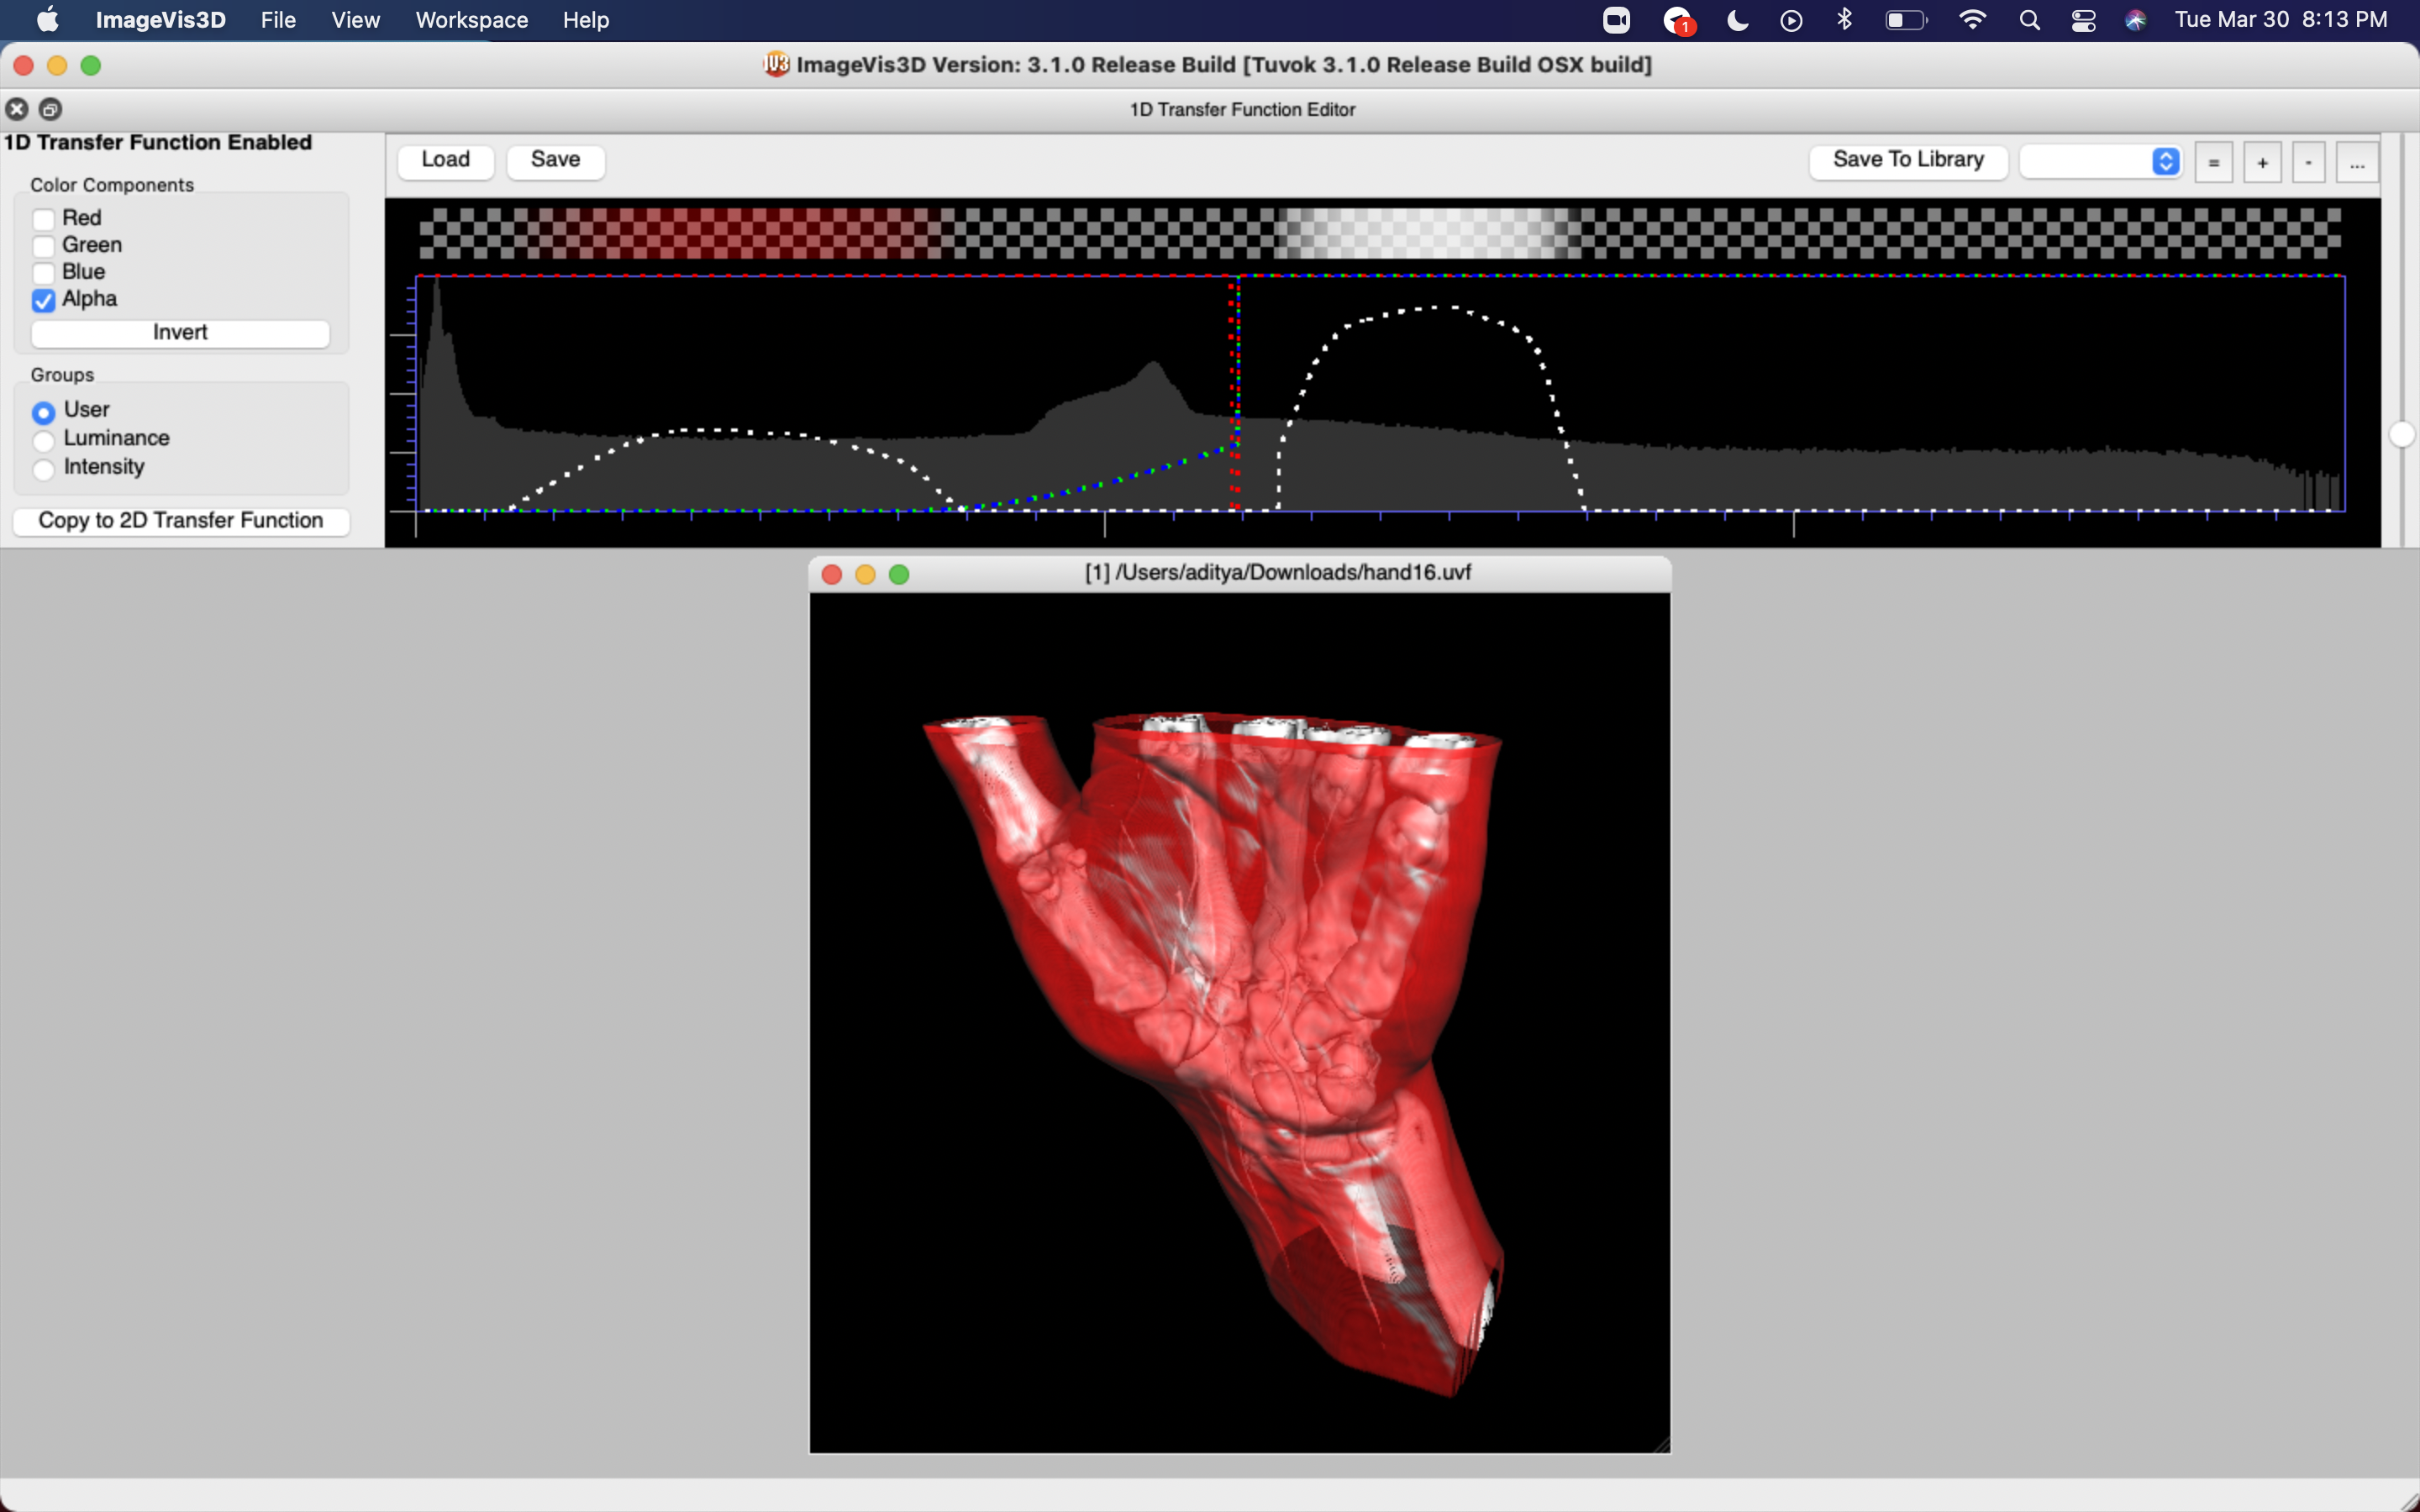 ImageVis3D File View Workspace Help 1 Tue Mar 30 8:13 PM
IV3 ImageVis3D Version: 3.1.0 Release Build [Tuvok 3.1.0 Release Build OSX build]
1D Transfer Function Editor
1D Transfer Function Enabled
Load Save Save To Library = + - ...
Color Components
Red
Green
Blue
Alpha
Invert
Groups
User
Luminance
Intensity
Copy to 2D Transfer Function
[1] /Users/aditya/Downloads/hand16.uvf